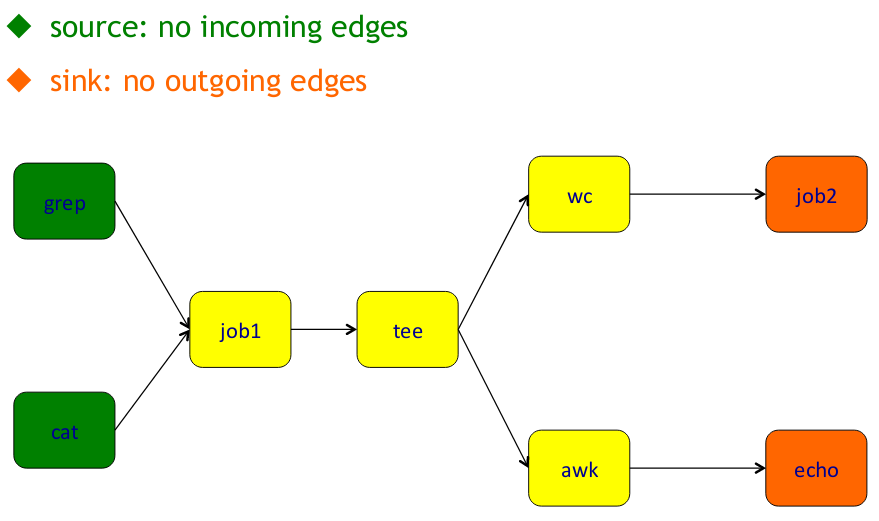 source: no incoming edges
sink: no outgoing edges
grep
wc
job2
job1
tee
cat
awk
echo